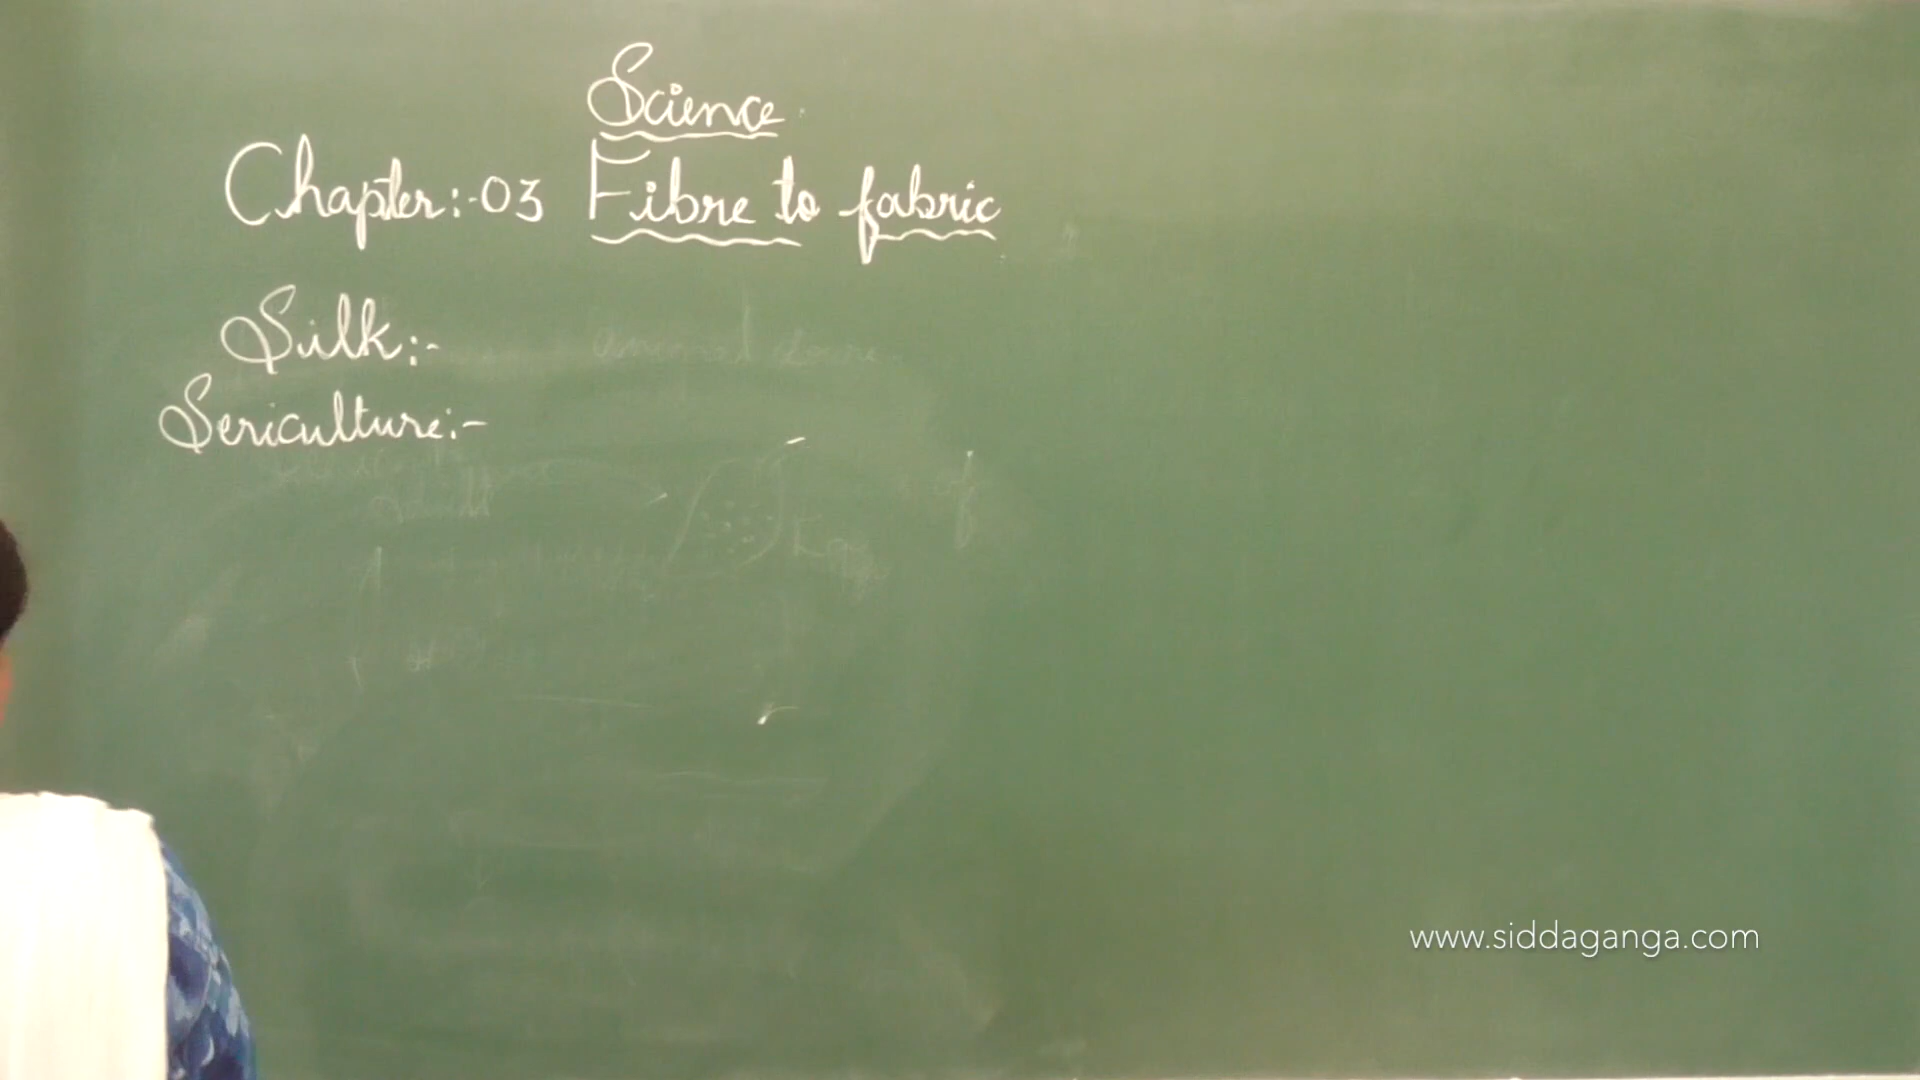 Science
Chapter:-03 Fibre to fabric
Silk:-
Sericulture:-
www.siddaganga.com